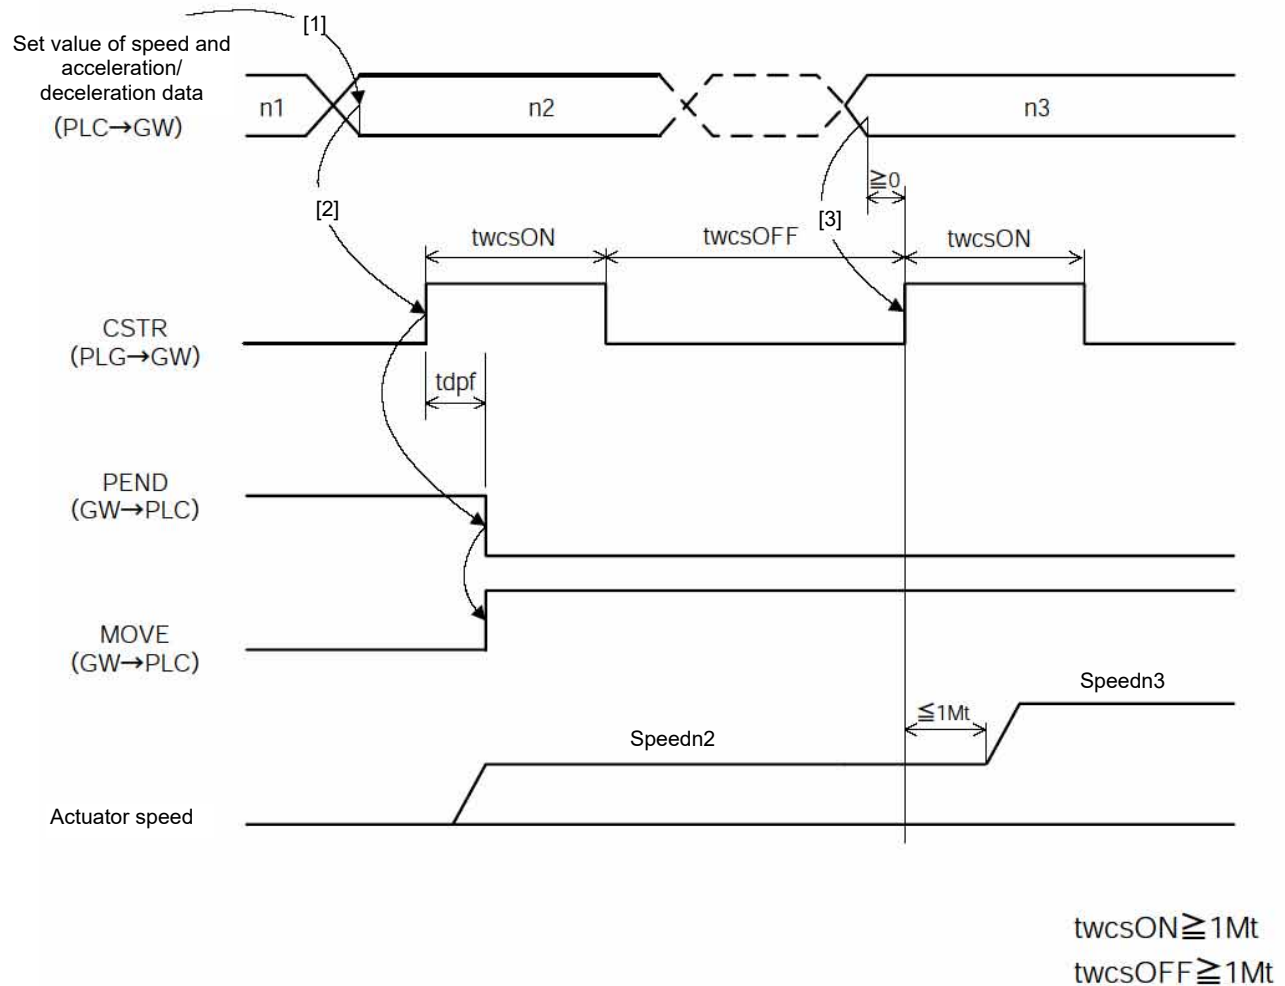 [1]
Set value of speed and
acceleration/
deceleration data
(PLC→GW)
n1
n2
n3
≧0
[2]
[3]
twcsON
twcsOFF
twcsON
CSTR
(PLG→GW)
tdpf
PEND
(GW→PLC)
MOVE
(GW→PLC)
Speedn3
≦1Mt
Speedn2
Actuator speed
twcsON≧1Mt
twcsOFF≧1Mt